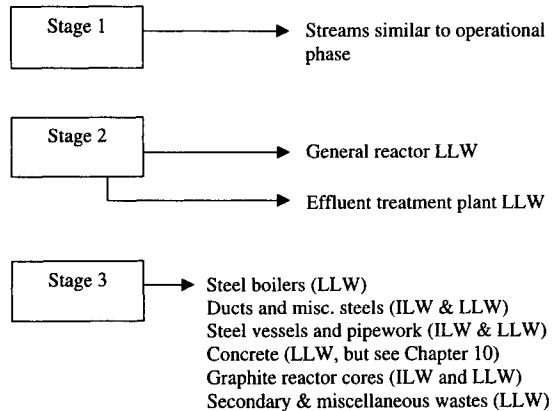 Stage 1
Streams similar to operational
phase
Stage 2
General reactor LLW
Effluent treatment plant LLW
Stage 3
Steel boilers (LLW)
Ducts and misc. steels (ILW & LLW)
Steel vessels and pipework (ILW & LLW)
Concrete (LLW, but see Chapter 10)
Graphite reactor cores (ILW and LLW)
Secondary & miscellaneous wastes (LLW)